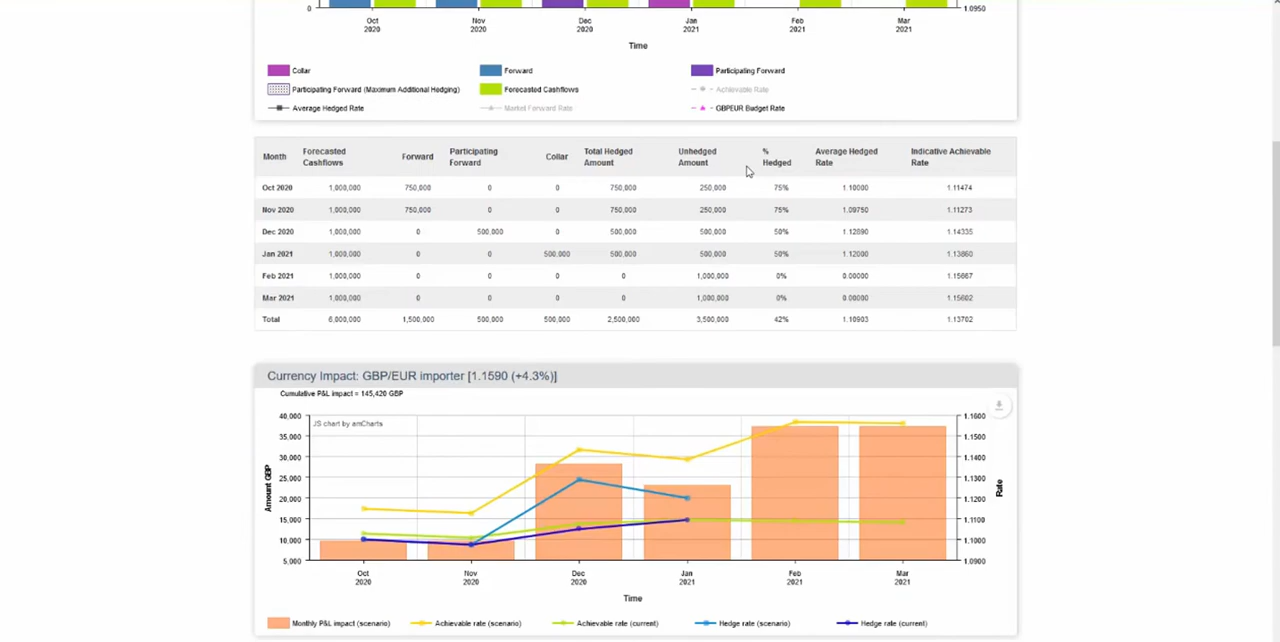 0
1.0950
Oct Nov Dec Jan Feb Mar
2020 2020 2020 2021 2021 2021
Time
Collar Forward Participating Forward
Participating Forward (Maximum Additional Hedging) Forecasted Cashflows Achievable Rate
Average Hedged Rate Market Forward Rate GBPEUR Budget Rate
Month Forecasted Cashflows Forward Participating Forward Collar Total Hedged Amount Unhedged Amount % Hedged Average Hedged Rate Indicative Achievable Rate
Oct 2020 1,000,000 750,000 0 0 750,000 250,000 75% 1.10000 1.11474
Nov 2020 1,000,000 750,000 0 0 750,000 250,000 75% 1.09750 1.11273
Dec 2020 1,000,000 0 500,000 0 500,000 500,000 50% 1.12890 1.14335
Jan 2021 1,000,000 0 0 500,000 500,000 500,000 50% 1.12000 1.13860
Feb 2021 1,000,000 0 0 0 0 1,000,000 0% 0.00000
Mar 2021 1,000,000 0 0 0 0 1,000,000 0% 0.00000 1.15602
Total 6,000,000 1,500,000 500,000 500,000 2,500,000 3,500,000 42% 1.10903 1.13702
Currency Impact: GBP/EUR importer [1.1590 (+4.3%)]
Cumulative P&L impact = 145,420 GBP
JS chart by amCharts
40,000 1.1600
35,000 1.1500
30,000 1.1400
25,000 1.1300
20,000 1.1200
15,000 1.1100
10,000 1.1000
5,000 1.0900
Amount GBP
Rate
Oct Nov Dec Jan Feb Mar
2020 2020 2020 2021 2021 2021
Time
Monthly P&L impact (scenario) Achievable rate (scenario) Achievable rate (current) Hedge rate (scenario) Hedge rate (current)